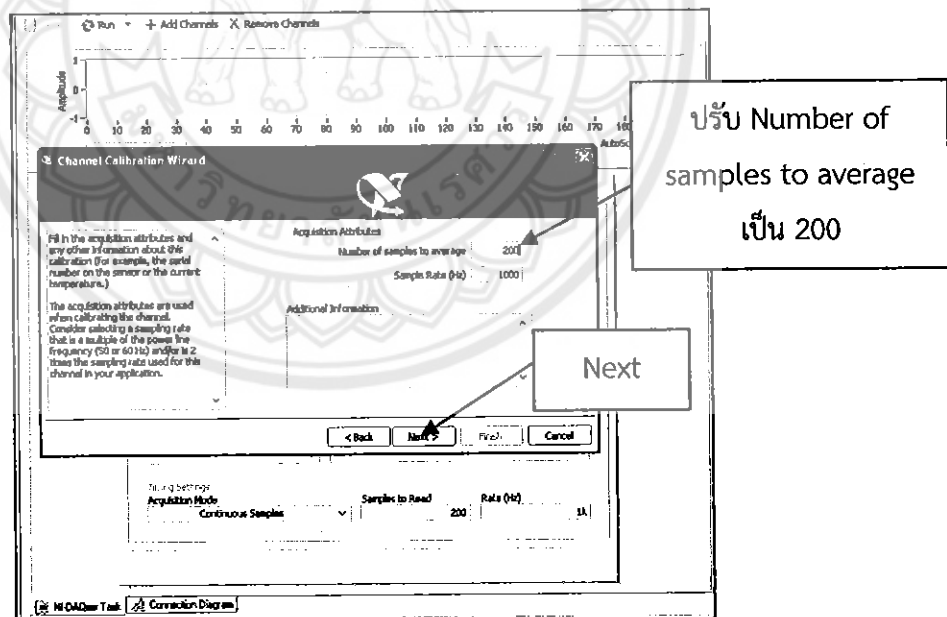 Run + Add Channels X Remove Channels
Amplitude
1
0
-1
0 10 20 30 40 50 60 70 80 90 100 110 120 130 140 150 160 170
Channel Calibration Wizard
Fill in the acquisition attributes and
any other information about this
calibration (for example, the serial
number on the sensor or the current
temperature.)
The acquisition attributes are used
when calibrating the channel.
Consider selecting a sampling rate
that is a multiple of the power line
frequency (50 or 60 Hz) and/or is 2
times the sampling rate used for this
channel in your application.
Acquisition Attributes
Number of samples to average 200
Sample Rate (Hz) 1000
Additional Information
< Back Next > Finish Cancel
ปรับ Number of
samples to average
เป็น 200
Next
Timing Settings
Acquisition Mode
Continuous Samples
Samples to Read
200
Rate (Hz)
1k
NI-DAQmx Task Connection Diagram